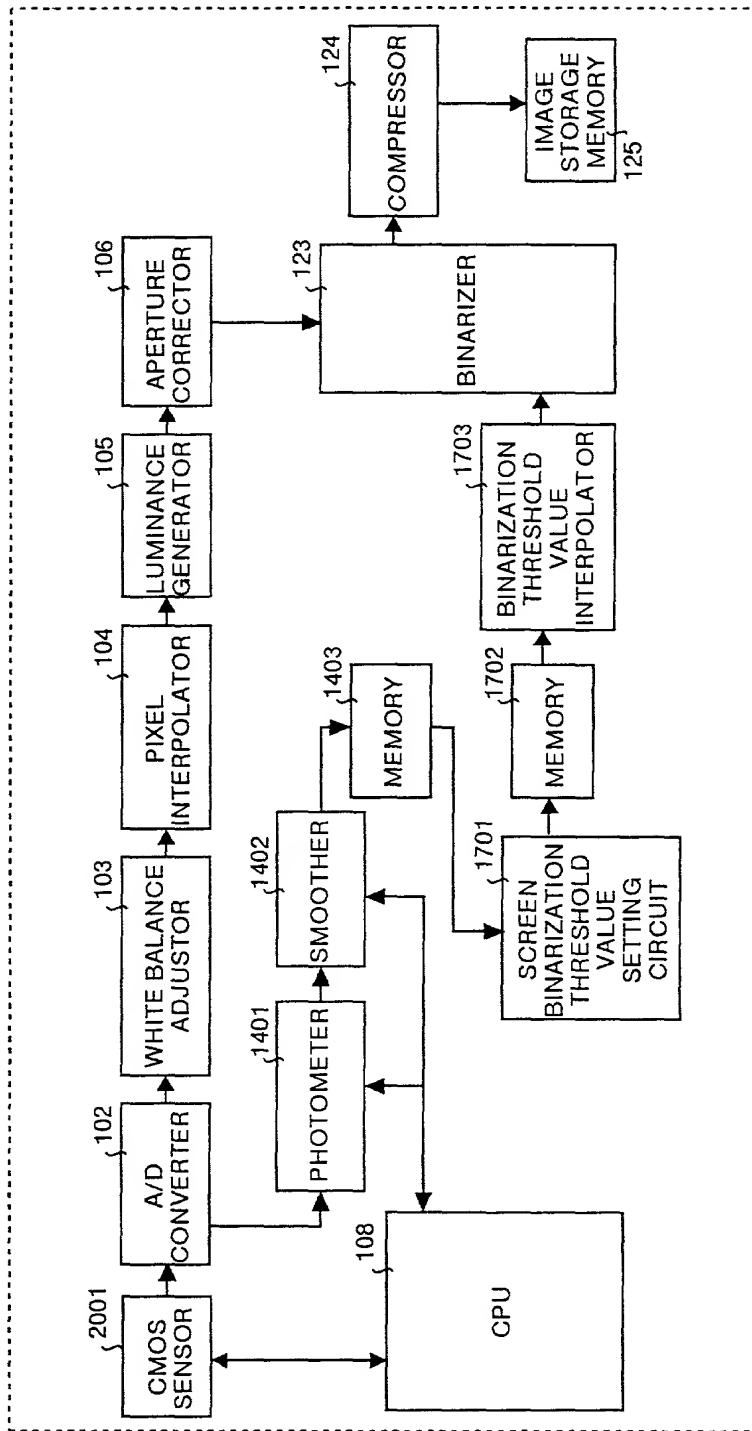 2001
CMOS
SENSOR
102
A/D
CONVERTER
103
WHITE BALANCE
ADJUSTOR
104
PIXEL
INTERPOLATOR
105
LUMINANCE
GENERATOR
106
APERTURE
CORRECTOR
108
CPU
1401
PHOTOMETER
1402
SMOOTHER
1403
MEMORY
1701
SCREEN
BINARIZATION
THRESHOLD
VALUE
SETTING
CIRCUIT
1702
MEMORY
1703
BINARIZATION
THRESHOLD
VALUE
INTERPOLATOR
123
BINARIZER
124
COMPRESSOR
IMAGE
STORAGE
MEMORY
125